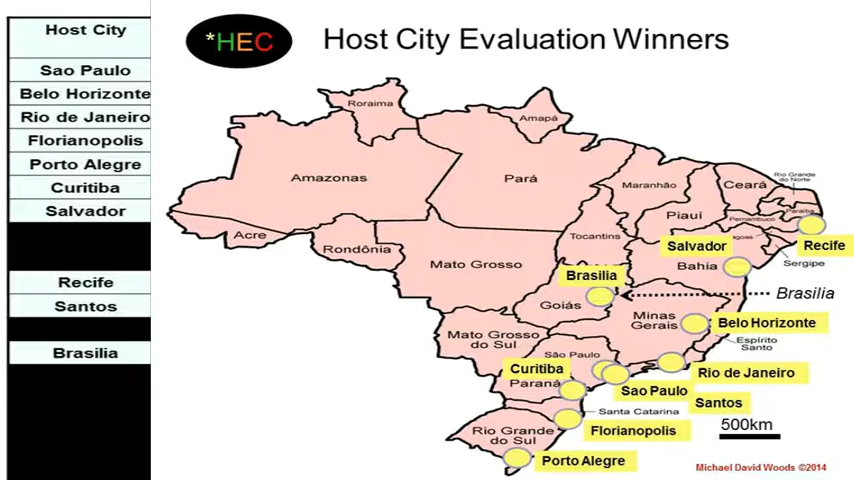 Host City
Sao Paulo
Belo Horizonte
Rio de Janeiro
Florianopolis
Porto Alegre
Curitiba
Salvador
Recife
Santos
Brasilia
*HEC
Host City Evaluation Winners
Roraima
Amapá
Amazonas
Pará
Maranhão
Ceará
Rio Grande
do Norte
Paraíba
Piauí
Pernambuco
Acre
Rondônia
Tocantins
Salvador
agoas
Recife
Sergipe
Mato Grosso
Bahia
Brasilia
Goiás
Brasilia
Minas
Gerais
Belo Horizonte
Espírito
Santo
Mato Grosso
do Sul
São Paulo
Curitiba
Rio de Janeiro
Paraná
Sao Paulo
Santos
Santa Catarina
500km
Rio Grande
do Sul
Florianopolis
Porto Alegre
Michael David Woods ©2014